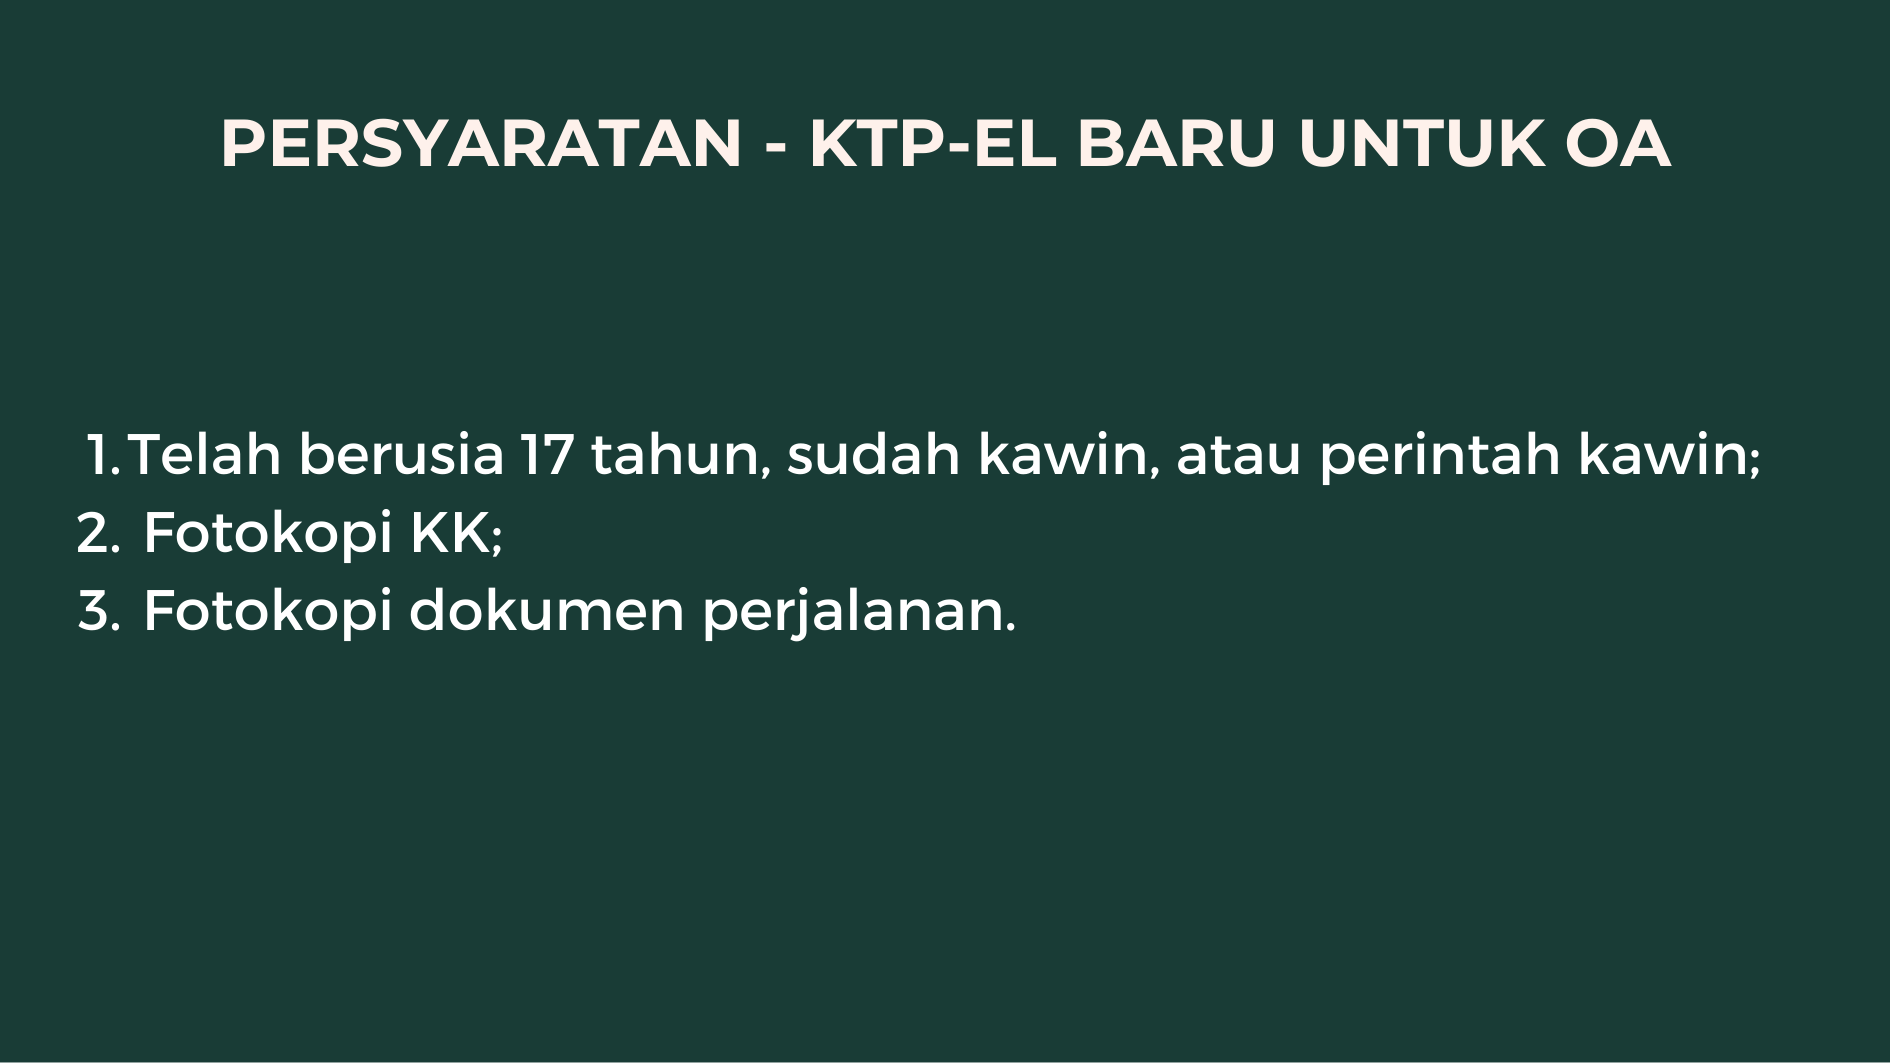 PERSYARATAN - KTP-EL BARU UNTUK OA
1. Telah berusia 17 tahun, sudah kawin, atau perintah kawin;
2. Fotokopi KK;
3. Fotokopi dokumen perjalanan.